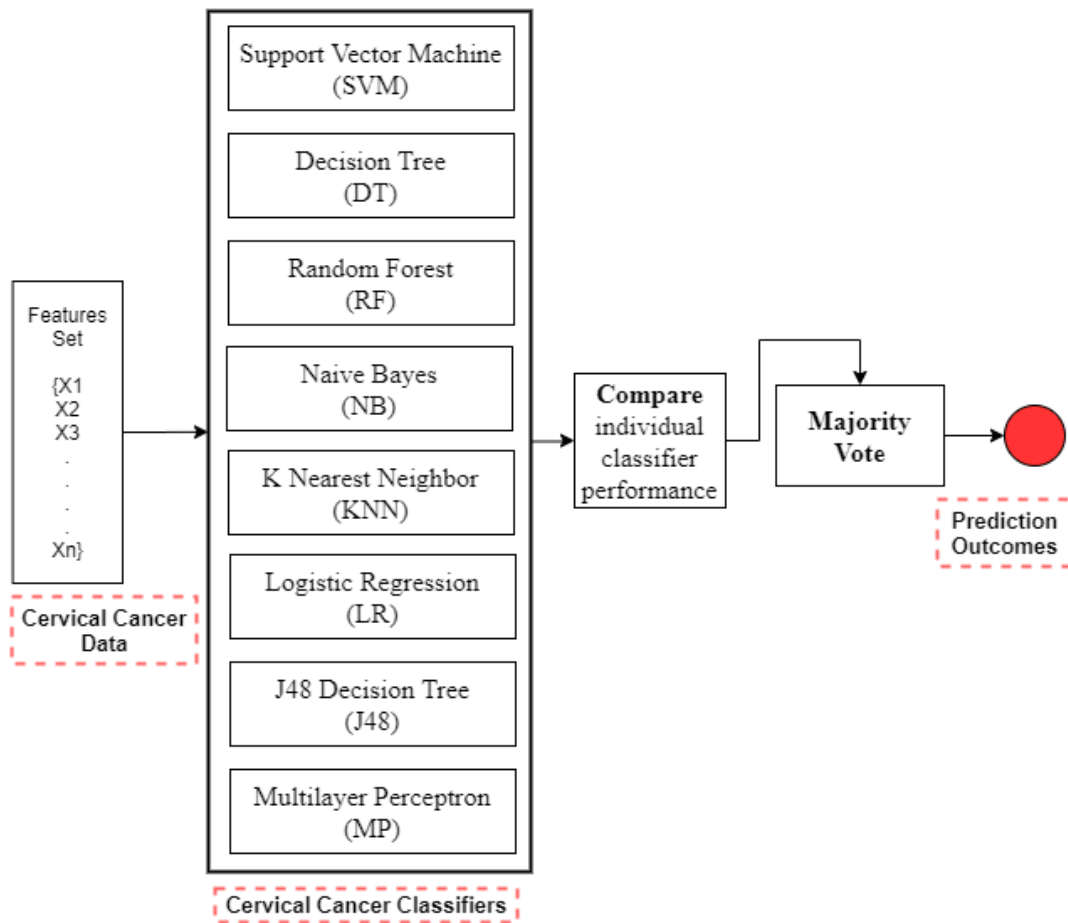 Features
Set
{X1
X2
X3
.
.
.
.
Xn}
Cervical Cancer
Data
Support Vector Machine
(SVM)
Decision Tree
(DT)
Random Forest
(RF)
Naive Bayes
(NB)
K Nearest Neighbor
(KNN)
Logistic Regression
(LR)
J48 Decision Tree
(J48)
Multilayer Perceptron
(MP)
Cervical Cancer Classifiers
Compare
individual
classifier
performance
Majority
Vote
Prediction
Outcomes